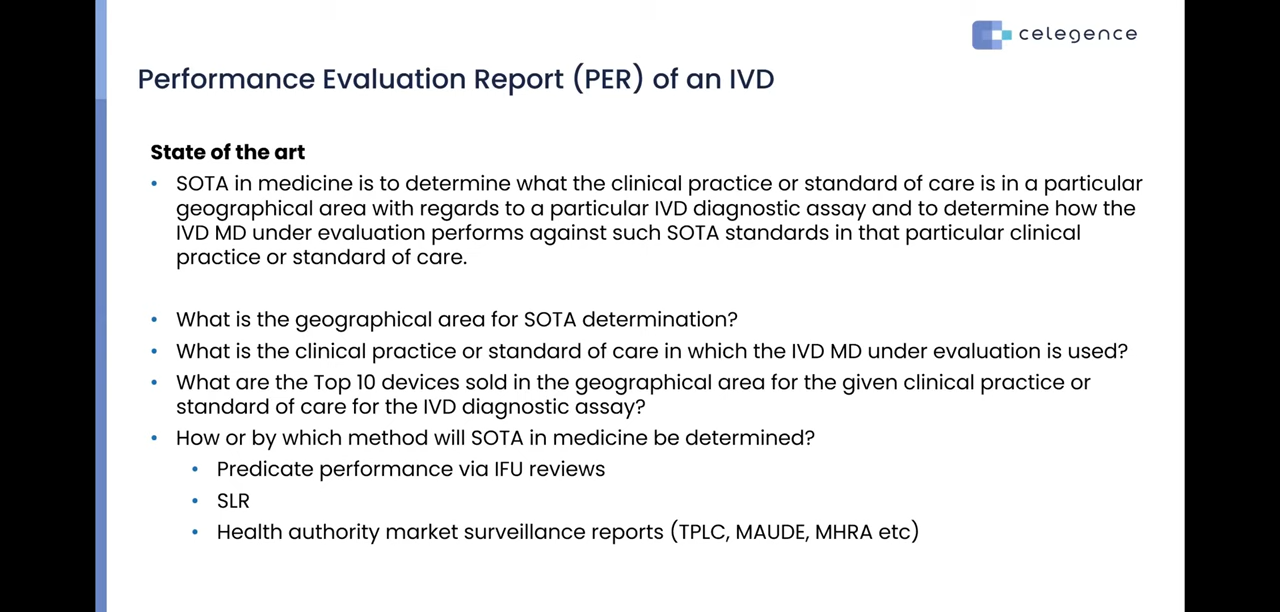 celegence
Performance Evaluation Report (PER) of an IVD
State of the art
• SOTA in medicine is to determine what the clinical practice or standard of care is in a particular
geographical area with regards to a particular IVD diagnostic assay and to determine how the
IVD MD under evaluation performs against such SOTA standards in that particular clinical
practice or standard of care.
• What is the geographical area for SOTA determination?
• What is the clinical practice or standard of care in which the IVD MD under evaluation is used?
• What are the Top 10 devices sold in the geographical area for the given clinical practice or
standard of care for the IVD diagnostic assay?
• How or by which method will SOTA in medicine be determined?
• Predicate performance via IFU reviews
• SLR
• Health authority market surveillance reports (TPLC, MAUDE, MHRA etc)